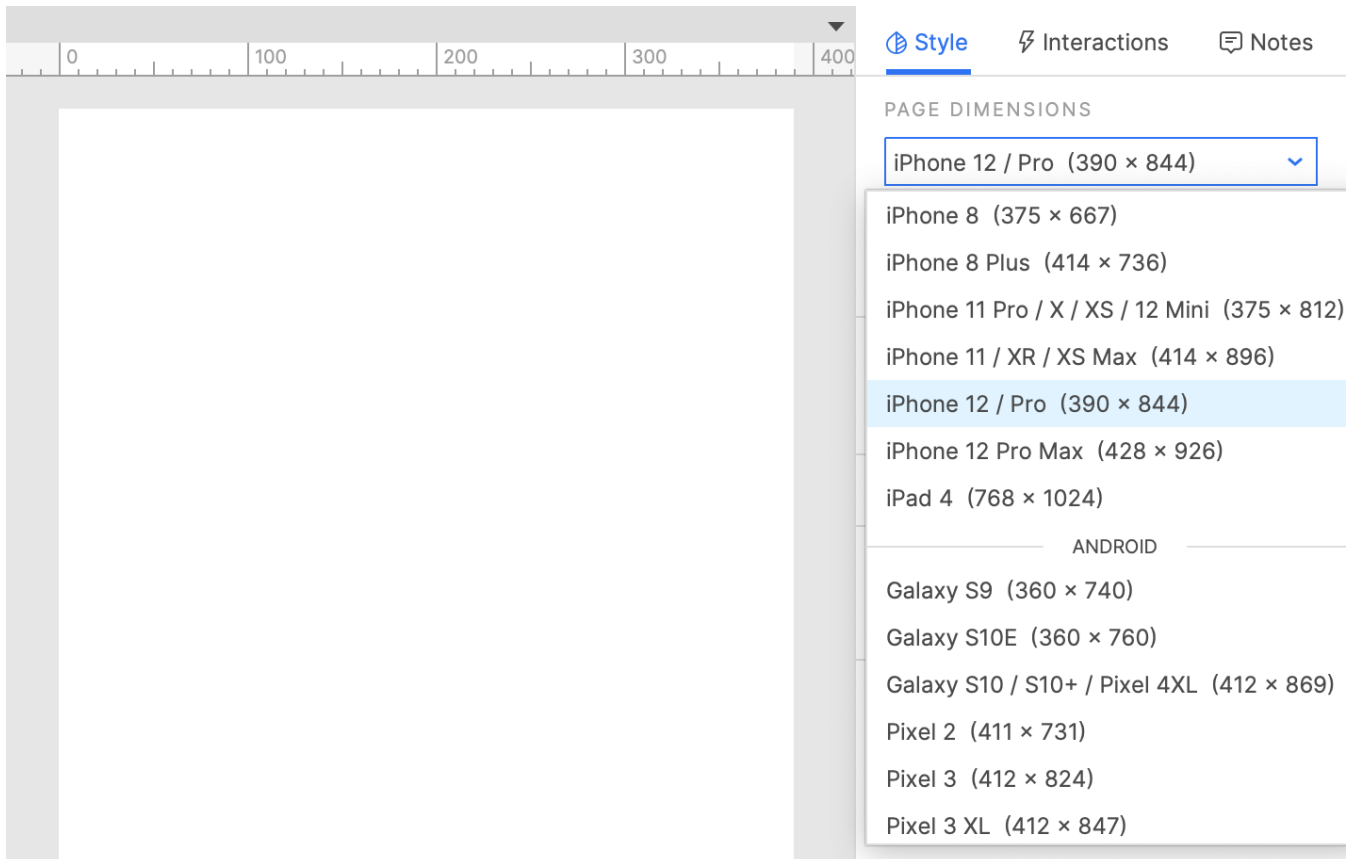 0 100 200 300 400
Style Interactions Notes
PAGE DIMENSIONS
iPhone 12 / Pro (390 × 844)
iPhone 8 (375 × 667)
iPhone 8 Plus (414 × 736)
iPhone 11 Pro / X / XS / 12 Mini (375 × 812)
iPhone 11 / XR / XS Max (414 × 896)
iPhone 12 / Pro (390 × 844)
iPhone 12 Pro Max (428 × 926)
iPad 4 (768 × 1024)
ANDROID
Galaxy S9 (360 × 740)
Galaxy S10E (360 × 760)
Galaxy S10 / S10+ / Pixel 4XL (412 × 869)
Pixel 2 (411 × 731)
Pixel 3 (412 × 824)
Pixel 3 XL (412 × 847)